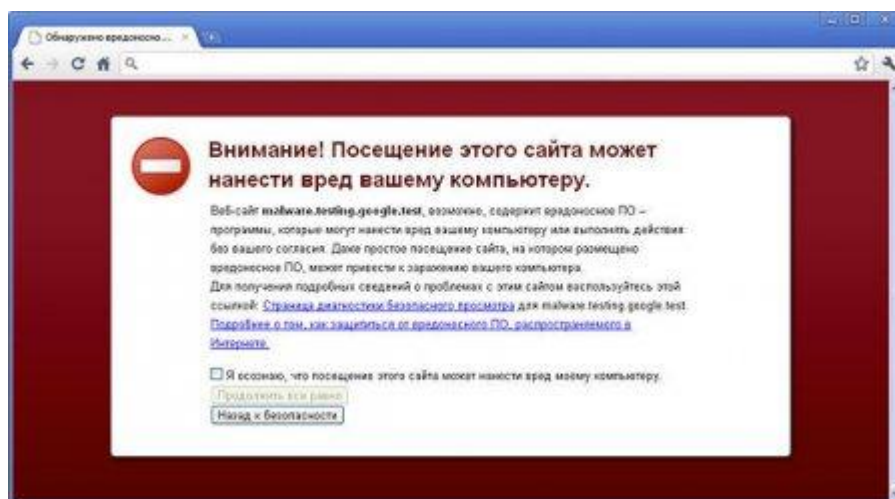 Обнаружено вредоносно...
Внимание! Посещение этого сайта может
нанести вред вашему компьютеру.
Веб-сайт malware.testing.google.test, возможно, содержит вредоносное ПО –
программы, которые могут нанести вред вашему компьютеру или выполнять действия
без вашего согласия. Даже простое посещение сайта, на котором размещено
вредоносное ПО, может привести к заражению вашего компьютера.
Для получения подробных сведений о проблемах с этим сайтом воспользуйтесь этой
ссылкой: Страница диагностики безопасного просмотра для malware.testing.google.test.
Подробнее о том, как защититься от вредоносного ПО, распространяемого в
Интернете.
Я осознаю, что посещение этого сайта может нанести вред моему компьютеру.
Продолжить все равно
Назад к безопасности